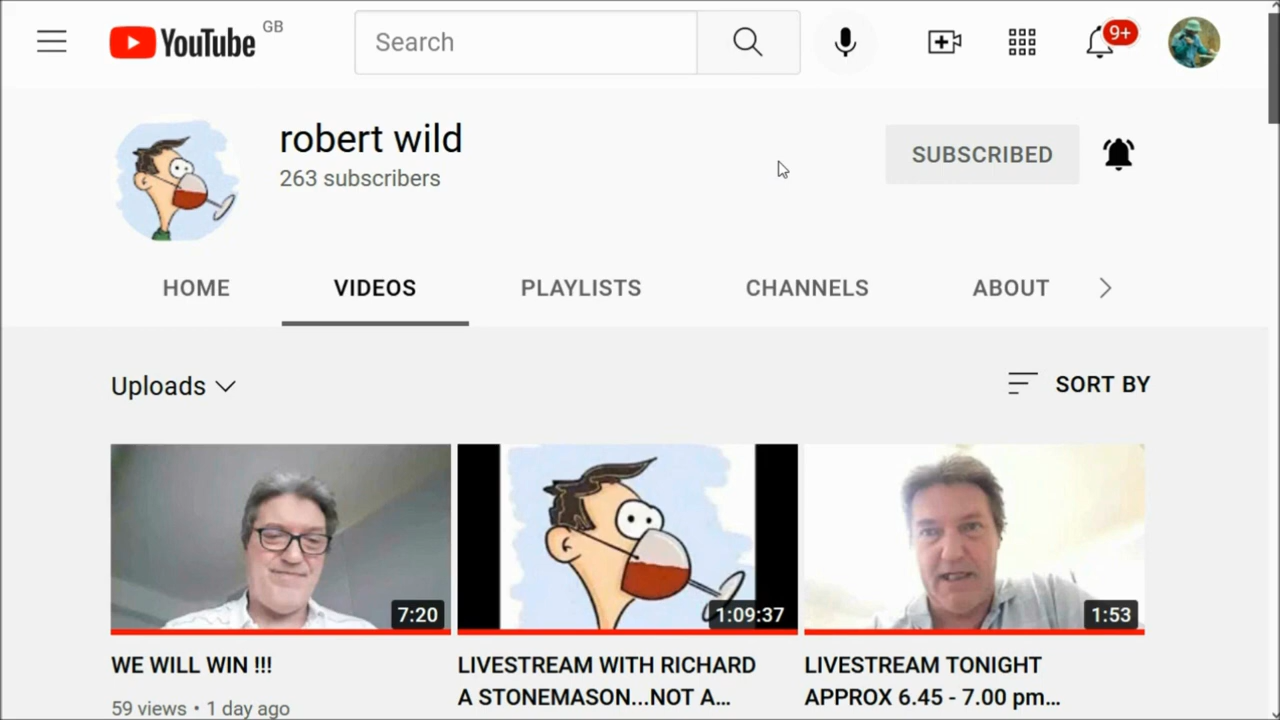 YouTube GB
Search
9+
robert wild
263 subscribers
SUBSCRIBED
HOME VIDEOS PLAYLISTS CHANNELS ABOUT
Uploads
SORT BY
7:20
1:09:37
1:53
WE WILL WIN !!!
59 views • 1 day ago
LIVESTREAM WITH RICHARD
A STONEMASON...NOT A...
LIVESTREAM TONIGHT
APPROX 6.45 - 7.00 pm...